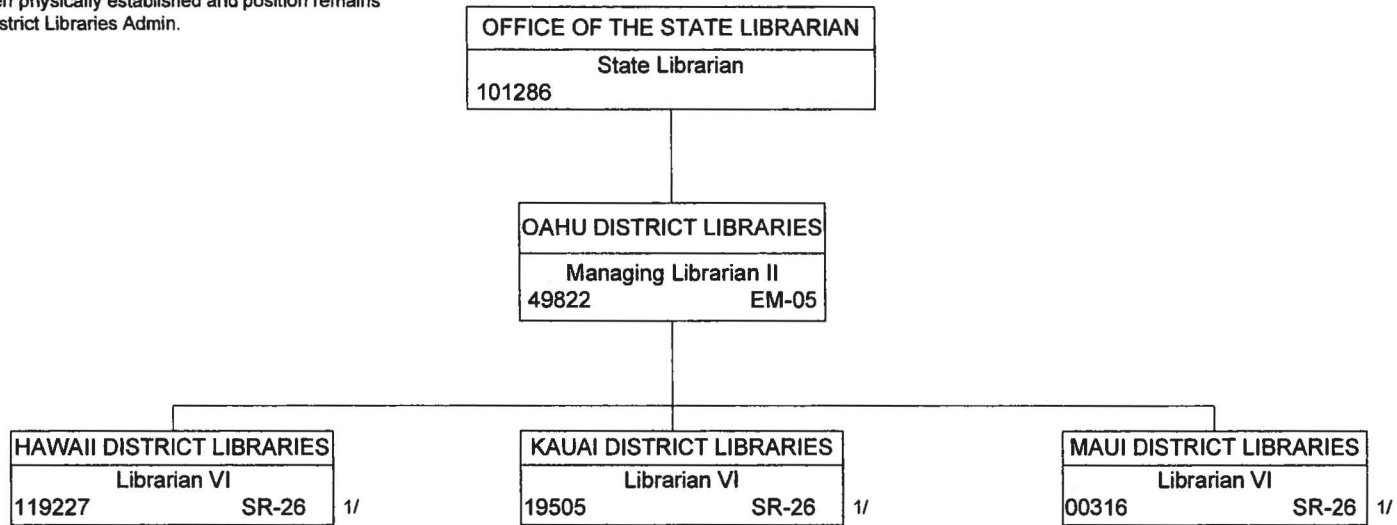 physically established and position remains
strict Libraries Admin.
OFFICE OF THE STATE LIBRARIAN
State Librarian
101286
OAHU DISTRICT LIBRARIES
Managing Librarian II
49822 EM-05
HAWAII DISTRICT LIBRARIES
Librarian VI
119227 SR-26 1/
KAUAI DISTRICT LIBRARIES
Librarian VI
19505 SR-26 1/
MAUI DISTRICT LIBRARIES
Librarian VI
00316 SR-26 1/